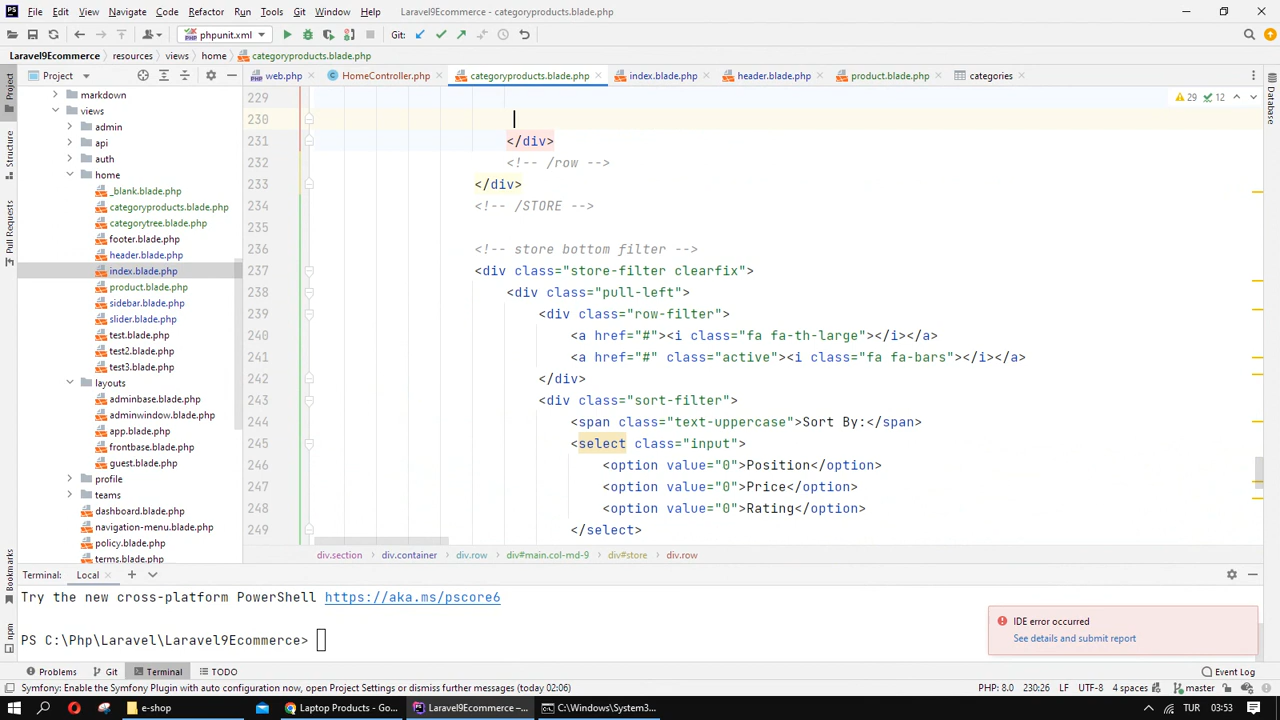 File Edit View Navigate Code Refactor Run Tools Git Window Help Laravel9Ecommerce - categoryproducts.blade.php
phpunit.xml Git:
Laravel9Ecommerce resources views home categoryproducts.blade.php
Project web.php HomeController.php categoryproducts.blade.php index.blade.php header.blade.php product.blade.php categories
Project
Structure
Pull Requests
Bookmarks
npm
Database
markdown
views
admin
api
auth
home
_blank.blade.php
categoryproducts.blade.php
categorytree.blade.php
footer.blade.php
header.blade.php
index.blade.php
product.blade.php
sidebar.blade.php
slider.blade.php
test.blade.php
test2.blade.php
test3.blade.php
layouts
adminbase.blade.php
adminwindow.blade.php
app.blade.php
frontbase.blade.php
guest.blade.php
profile
teams
dashboard.blade.php
navigation-menu.blade.php
policy.blade.php
terms.blade.php
29 12
229
230
231 </div>
232 <!-- /row -->
233 </div>
234 <!-- /STORE -->
235
236 <!-- store bottom filter -->
237 <div class="store-filter clearfix">
238 <div class="pull-left">
239 <div class="row-filter">
240 <a href="#"><i class="fa fa-th-large"></i></a>
241 <a href="#" class="active"><i class="fa fa-bars"></i></a>
242 </div>
243 <div class="sort-filter">
244 <span class="text-uppercase">Sort By:</span>
245 <select class="input">
246 <option value="0">Position</option>
247 <option value="0">Price</option>
248 <option value="0">Rating</option>
249 </select>
div.section div.container div.row div#main.col-md-9 div#store div.row
Terminal: Local
Try the new cross-platform PowerShell https://aka.ms/pscore6
PS C:\Php\Laravel\Laravel9Ecommerce>
IDE error occurred
See details and submit report
Problems Git Terminal TODO Event Log
Symfony: Enable the Symfony Plugin with auto configuration now, open Project Settings or dismiss further messages (today 02:06) PHP: 8.0 230:26 LF UTF-8 4 spaces master
e-shop Laptop Products - Go... Laravel9Ecommerce –... C:\Windows\System3... TUR 03:53